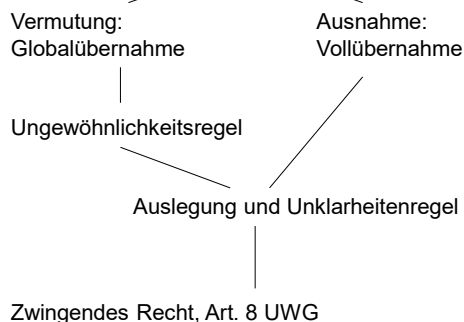 Vermutung:
Globalübernahme
Ausnahme:
Vollübernahme
Ungewöhnlichkeitsregel
Auslegung und Unklarheitenregel
Zwingendes Recht, Art. 8 UWG